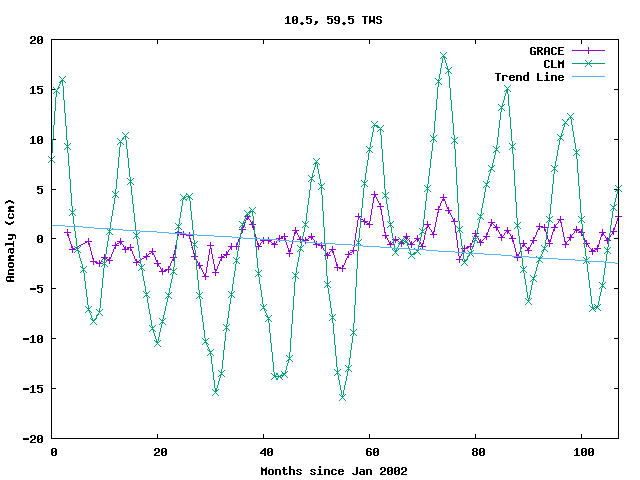 10.5, 59.5 TWS
GRACE
CLM
Trend Line
20
15
10
5
0
-5
-10
-15
-20
Anomaly (cm)
0 20 40 60 80 100
Months since Jan 2002